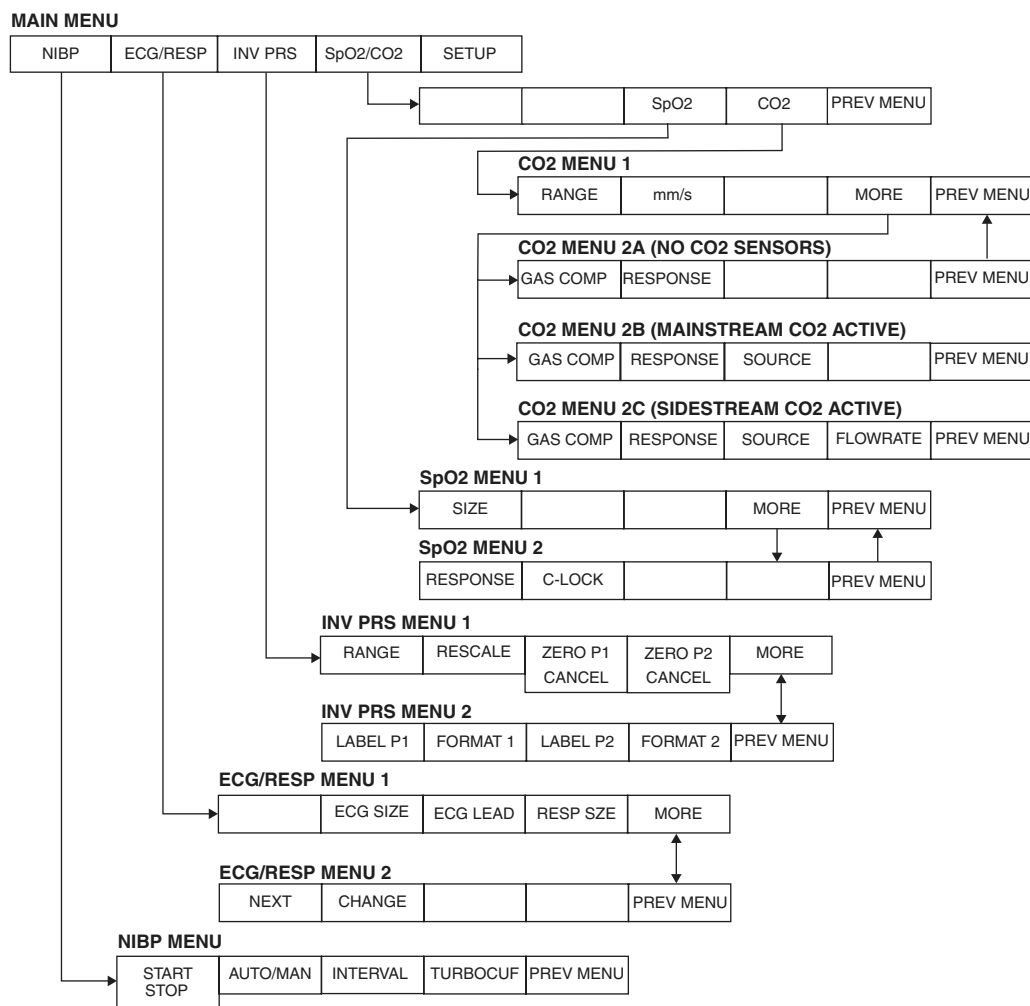 MAIN MENU
NIBP ECG/RESP INV PRS SpO2/CO2 SETUP
SpO2 CO2 PREV MENU
CO2 MENU 1
RANGE mm/s MORE PREV MENU
CO2 MENU 2A (NO CO2 SENSORS)
GAS COMP RESPONSE PREV MENU
CO2 MENU 2B (MAINSTREAM CO2 ACTIVE)
GAS COMP RESPONSE SOURCE PREV MENU
CO2 MENU 2C (SIDESTREAM CO2 ACTIVE)
GAS COMP RESPONSE SOURCE FLOWRATE PREV MENU
SpO2 MENU 1
SIZE MORE PREV MENU
SpO2 MENU 2
RESPONSE C-LOCK PREV MENU
INV PRS MENU 1
RANGE RESCALE ZERO P1 ZERO P2 MORE
CANCEL CANCEL
INV PRS MENU 2
LABEL P1 FORMAT 1 LABEL P2 FORMAT 2 PREV MENU
ECG/RESP MENU 1
ECG SIZE ECG LEAD RESP SZE MORE
ECG/RESP MENU 2
NEXT CHANGE PREV MENU
NIBP MENU
START AUTO/MAN INTERVAL TURBOCUF PREV MENU
STOP